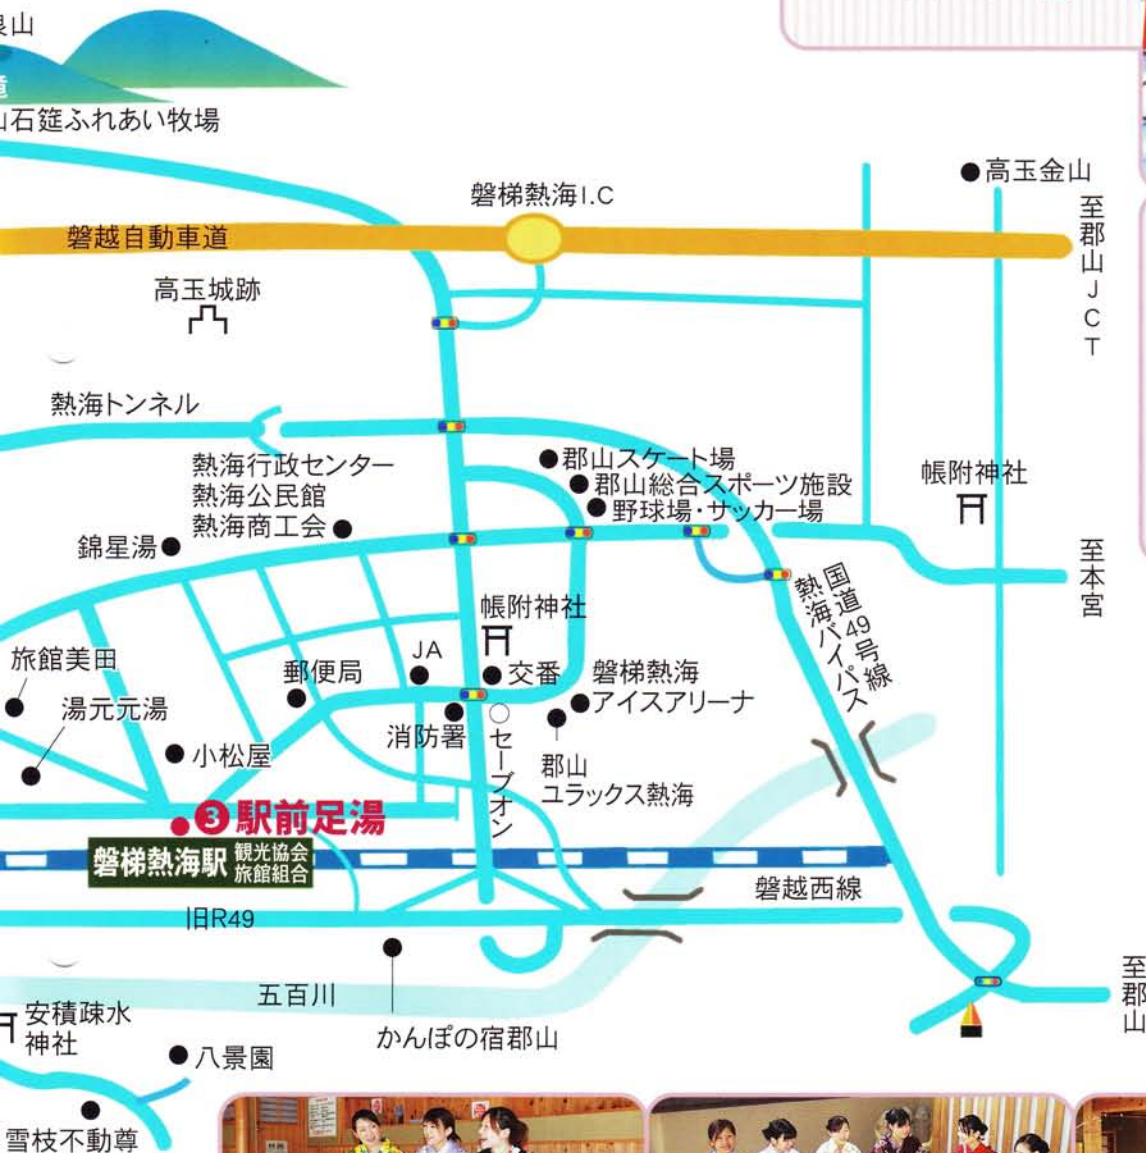 良山
滝
山石筵ふれあい牧場
高玉金山
磐梯熱海I.C
至郡山JCT
磐越自動車道
高玉城跡
熱海トンネル
郡山スケート場
郡山総合スポーツ施設
野球場・サッカー場
熱海行政センター
熱海公民館
熱海商工会
錦星湯
帳附神社
至本宮
国道49号線
熱海バイパス
帳附神社
JA
交番
郵便局
磐梯熱海
アイスアリーナ
旅館美田
湯元元湯
消防署
セーブオン
小松屋
郡山
ユラックス熱海
❸駅前足湯
磐梯熱海駅
観光協会
旅館組合
磐越西線
旧R49
五百川
至郡山
安積疎水
神社
かんぽの宿郡山
八景園
雪枝不動尊